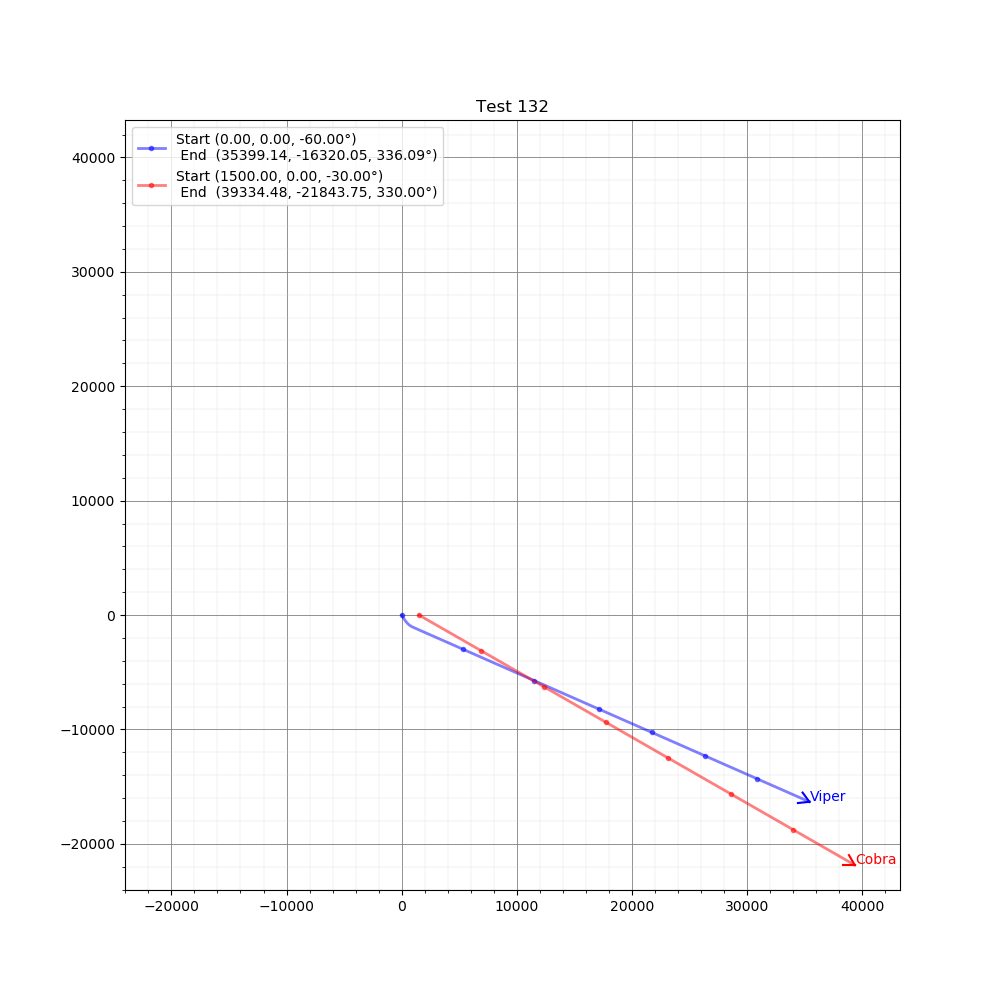 Test 132
Start (0.00, 0.00, -60.00°)
End (35399.14, -16320.05, 336.09°)
Start (1500.00, 0.00, -30.00°)
End (39334.48, -21843.75, 330.00°)
40000
30000
20000
10000
0
−10000
−20000
Viper
Cobra
−20000 −10000 0 10000 20000 30000 40000